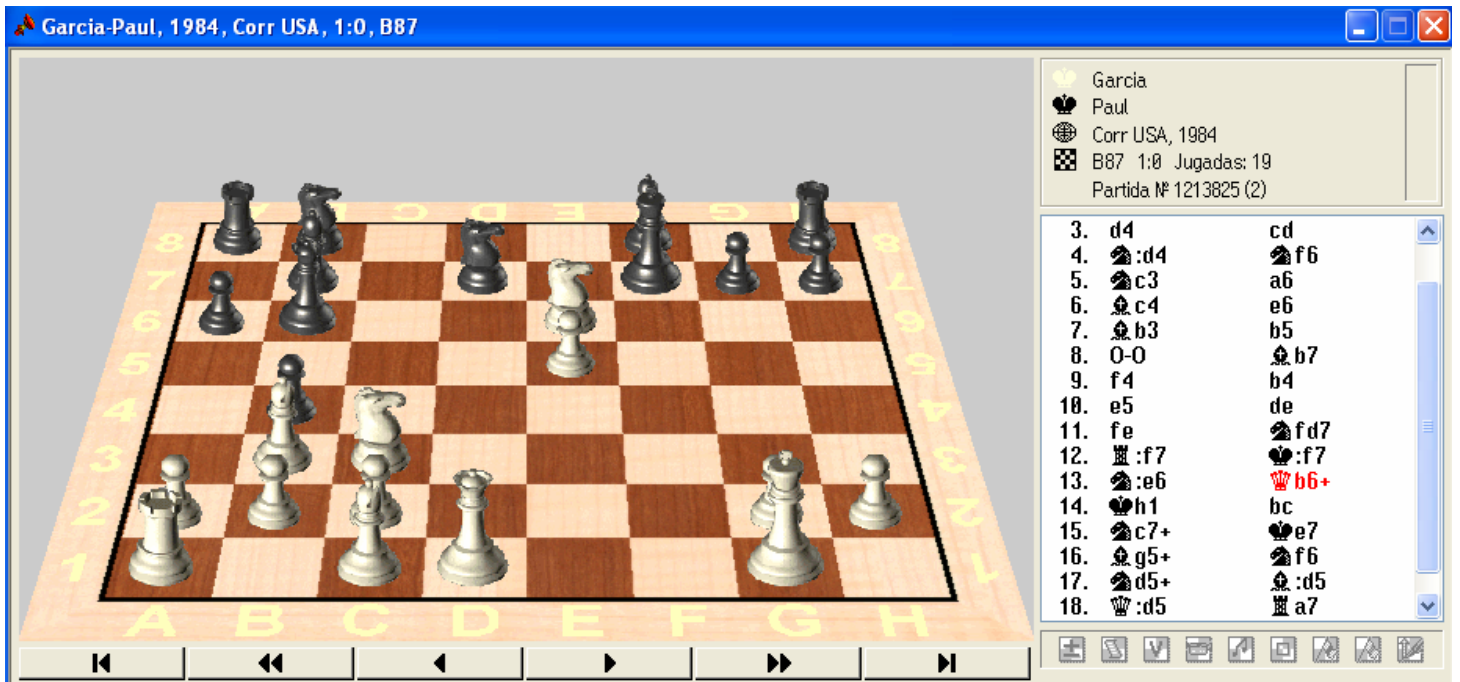 Garcia-Paul, 1984, Corr USA, 1:0, B87
Garcia
Paul
Corr USA, 1984
B87 1:0 Jugadas: 19
Partida № 1213825 (2)
3. d4 cd
4. ♞:d4 ♞f6
5. ♞c3 a6
6. ♝c4 e6
7. ♝b3 b5
8. O-O ♝b7
9. f4 b4
10. e5 de
11. fe ♞fd7
12. ♜:f7 ♚:f7
13. ♞:e6 ♛b6+
14. ♚h1 bc
15. ♞c7+ ♚e7
16. ♝g5+ ♞f6
17. ♞d5+ ♝:d5
18. ♛:d5 ♜a7
8
7
6
5
4
3
2
1
A B C D E F G H